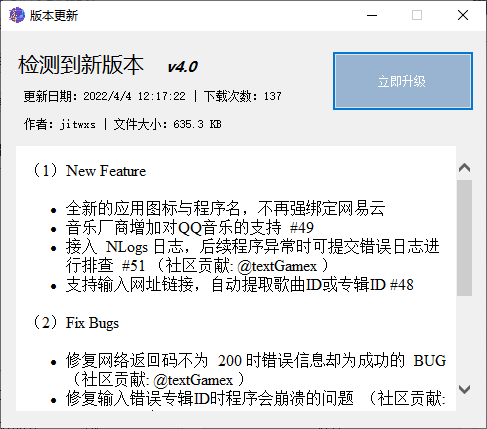 版本更新
检测到新版本 v4.0
立即升级
更新日期：2022/4/4 12:17:22 | 下载次数：137
作者：jitwxs | 文件大小：635.3 KB
（1）New Feature
• 全新的应用图标与程序名，不再强绑定网易云
• 音乐厂商增加对QQ音乐的支持 #49
• 接入 NLogs 日志，后续程序异常时可提交错误日志进
行排查 #51（社区贡献: @textGamex ）
• 支持输入网址链接，自动提取歌曲ID或专辑ID #48
（2）Fix Bugs
• 修复网络返回码不为 200 时错误信息却为成功的 BUG
（社区贡献: @textGamex ）
• 修复输入错误专辑ID时程序会崩溃的问题 （社区贡献: